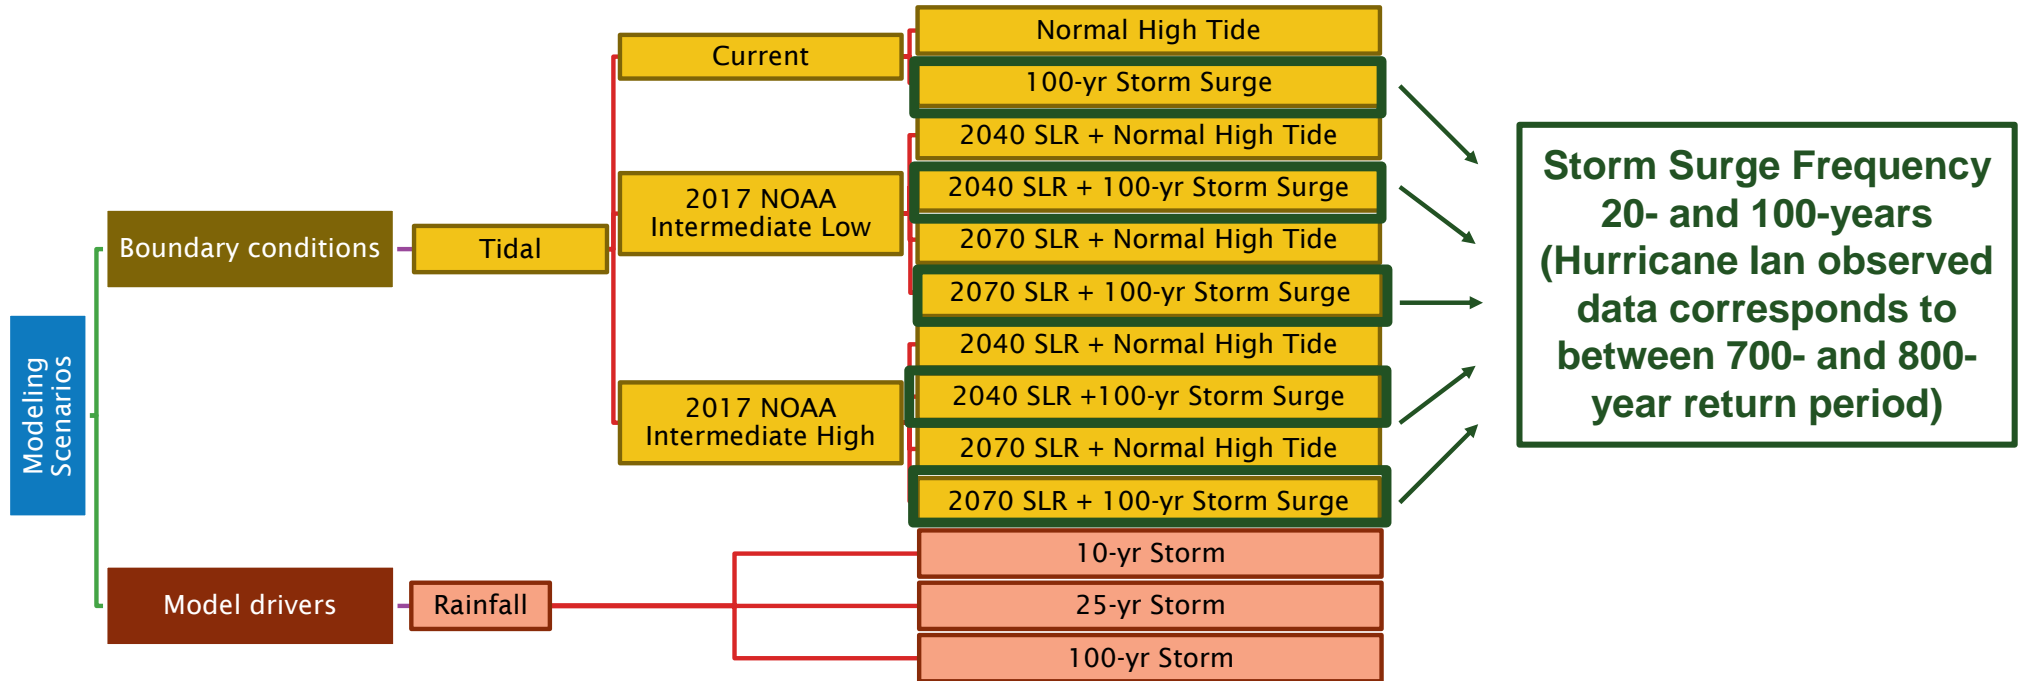 Modeling
Scenarios
Boundary conditions
Tidal
Current
Normal High Tide
100-yr Storm Surge
2017 NOAA
Intermediate Low
2040 SLR + Normal High Tide
2040 SLR + 100-yr Storm Surge
2070 SLR + Normal High Tide
2070 SLR + 100-yr Storm Surge
2017 NOAA
Intermediate High
2040 SLR + Normal High Tide
2040 SLR +100-yr Storm Surge
2070 SLR + Normal High Tide
2070 SLR + 100-yr Storm Surge
Model drivers
Rainfall
10-yr Storm
25-yr Storm
100-yr Storm
Storm Surge Frequency
20- and 100-years
(Hurricane Ian observed
data corresponds to
between 700- and 800-
year return period)